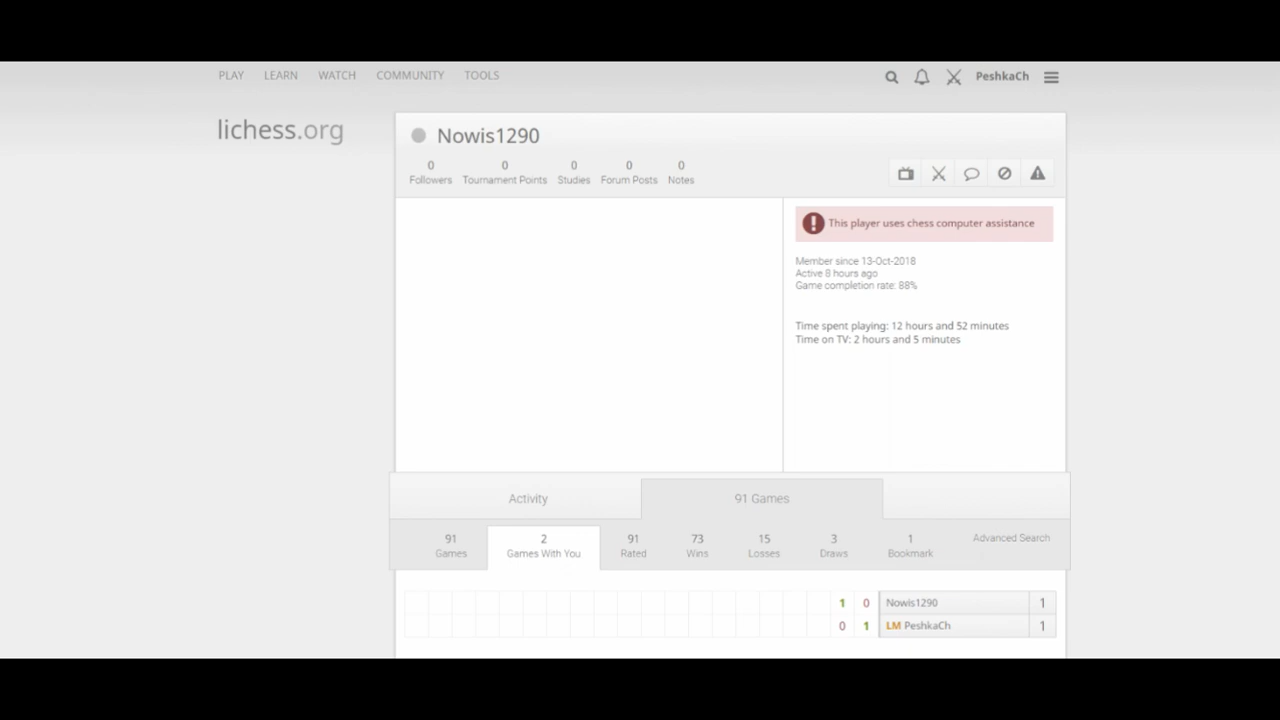 PLAY LEARN WATCH COMMUNITY TOOLS PeshkaCh
lichess.org
Nowis1290
0 0 0 0 0
Followers Tournament Points Studies Forum Posts Notes
This player uses chess computer assistance
Member since 13-Oct-2018
Active 8 hours ago
Game completion rate: 88%
Time spent playing: 12 hours and 52 minutes
Time on TV: 2 hours and 5 minutes
Activity 91 Games
91 2 91 73 15 3 1 Advanced Search
Games Games With You Rated Wins Losses Draws Bookmark
1 0 Nowis1290 1
0 1 LM PeshkaCh 1